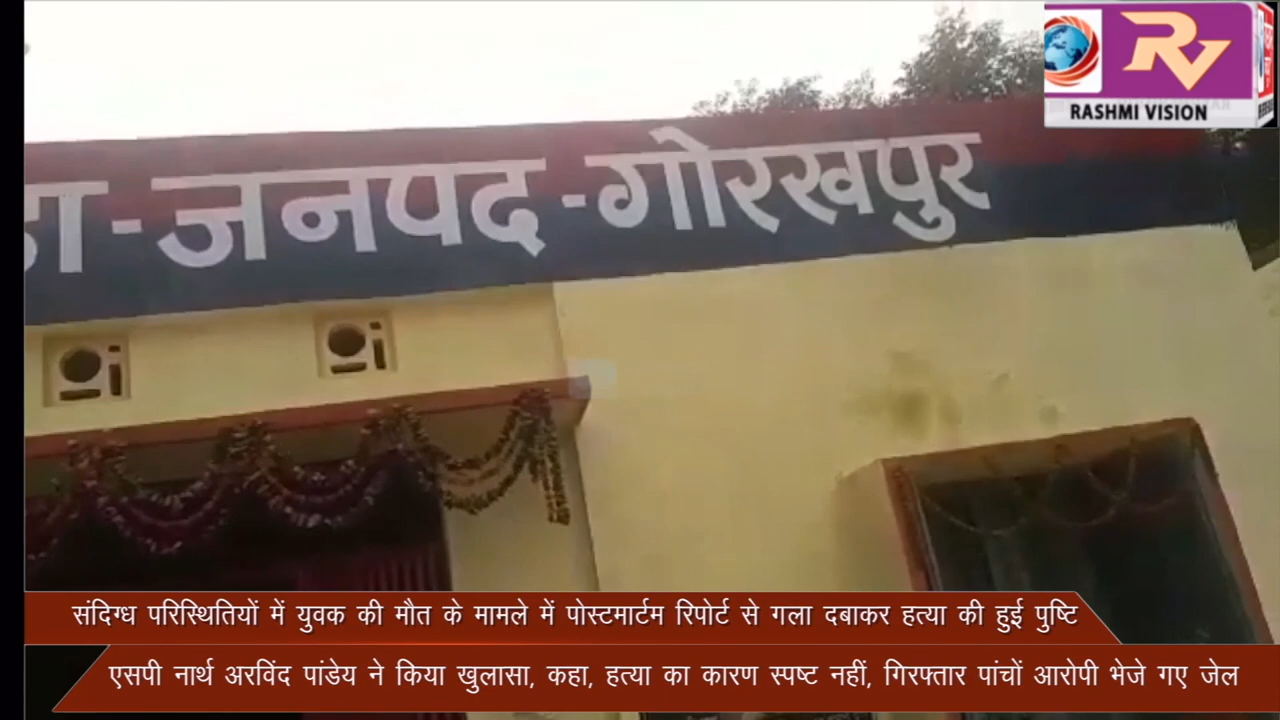 RV
RASHMI VISION
- जनपद - गोरखपुर
संदिग्ध परिस्थितियों में युवक की मौत के मामले में पोस्टमार्टम रिपोर्ट से गला दबाकर हत्या की हुई पुष्टि
एसपी नार्थ अरविंद पांडेय ने किया खुलासा, कहा, हत्या का कारण स्पष्ट नहीं, गिरफ्तार पांचों आरोपी भेजे गए जेल